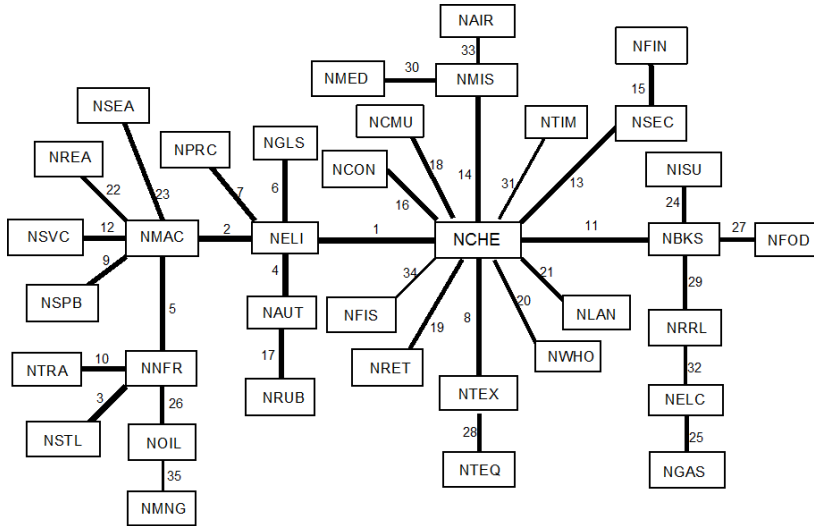 NAIR
33
NFIN
NMED
30
NMIS
15
NSEA
NCMU
NTIM
NSEC
NPRC
NGLS
NREA
NCON
18
14
31
13
NISU
22
23
7
6
16
24
NSVC
12
NMAC
2
NELI
1
NCHE
11
NBKS
27
NFOD
9
4
34
21
29
NSPB
5
NAUT
NFIS
19
8
20
NLAN
NRRL
10
17
NWHO
NTRA
NNFR
NRET
32
3
26
NRUB
NTEX
NELC
NSTL
NOIL
28
25
35
NTEQ
NGAS
NMNG